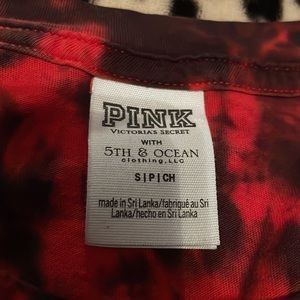 PINK
VICTORIA'S SECRET
WITH
5TH & OCEAN
clothing, LLC
S|P|CH
made in Sri Lanka/fabriqué au Sri
Lanka/hecho en Sri Lanka